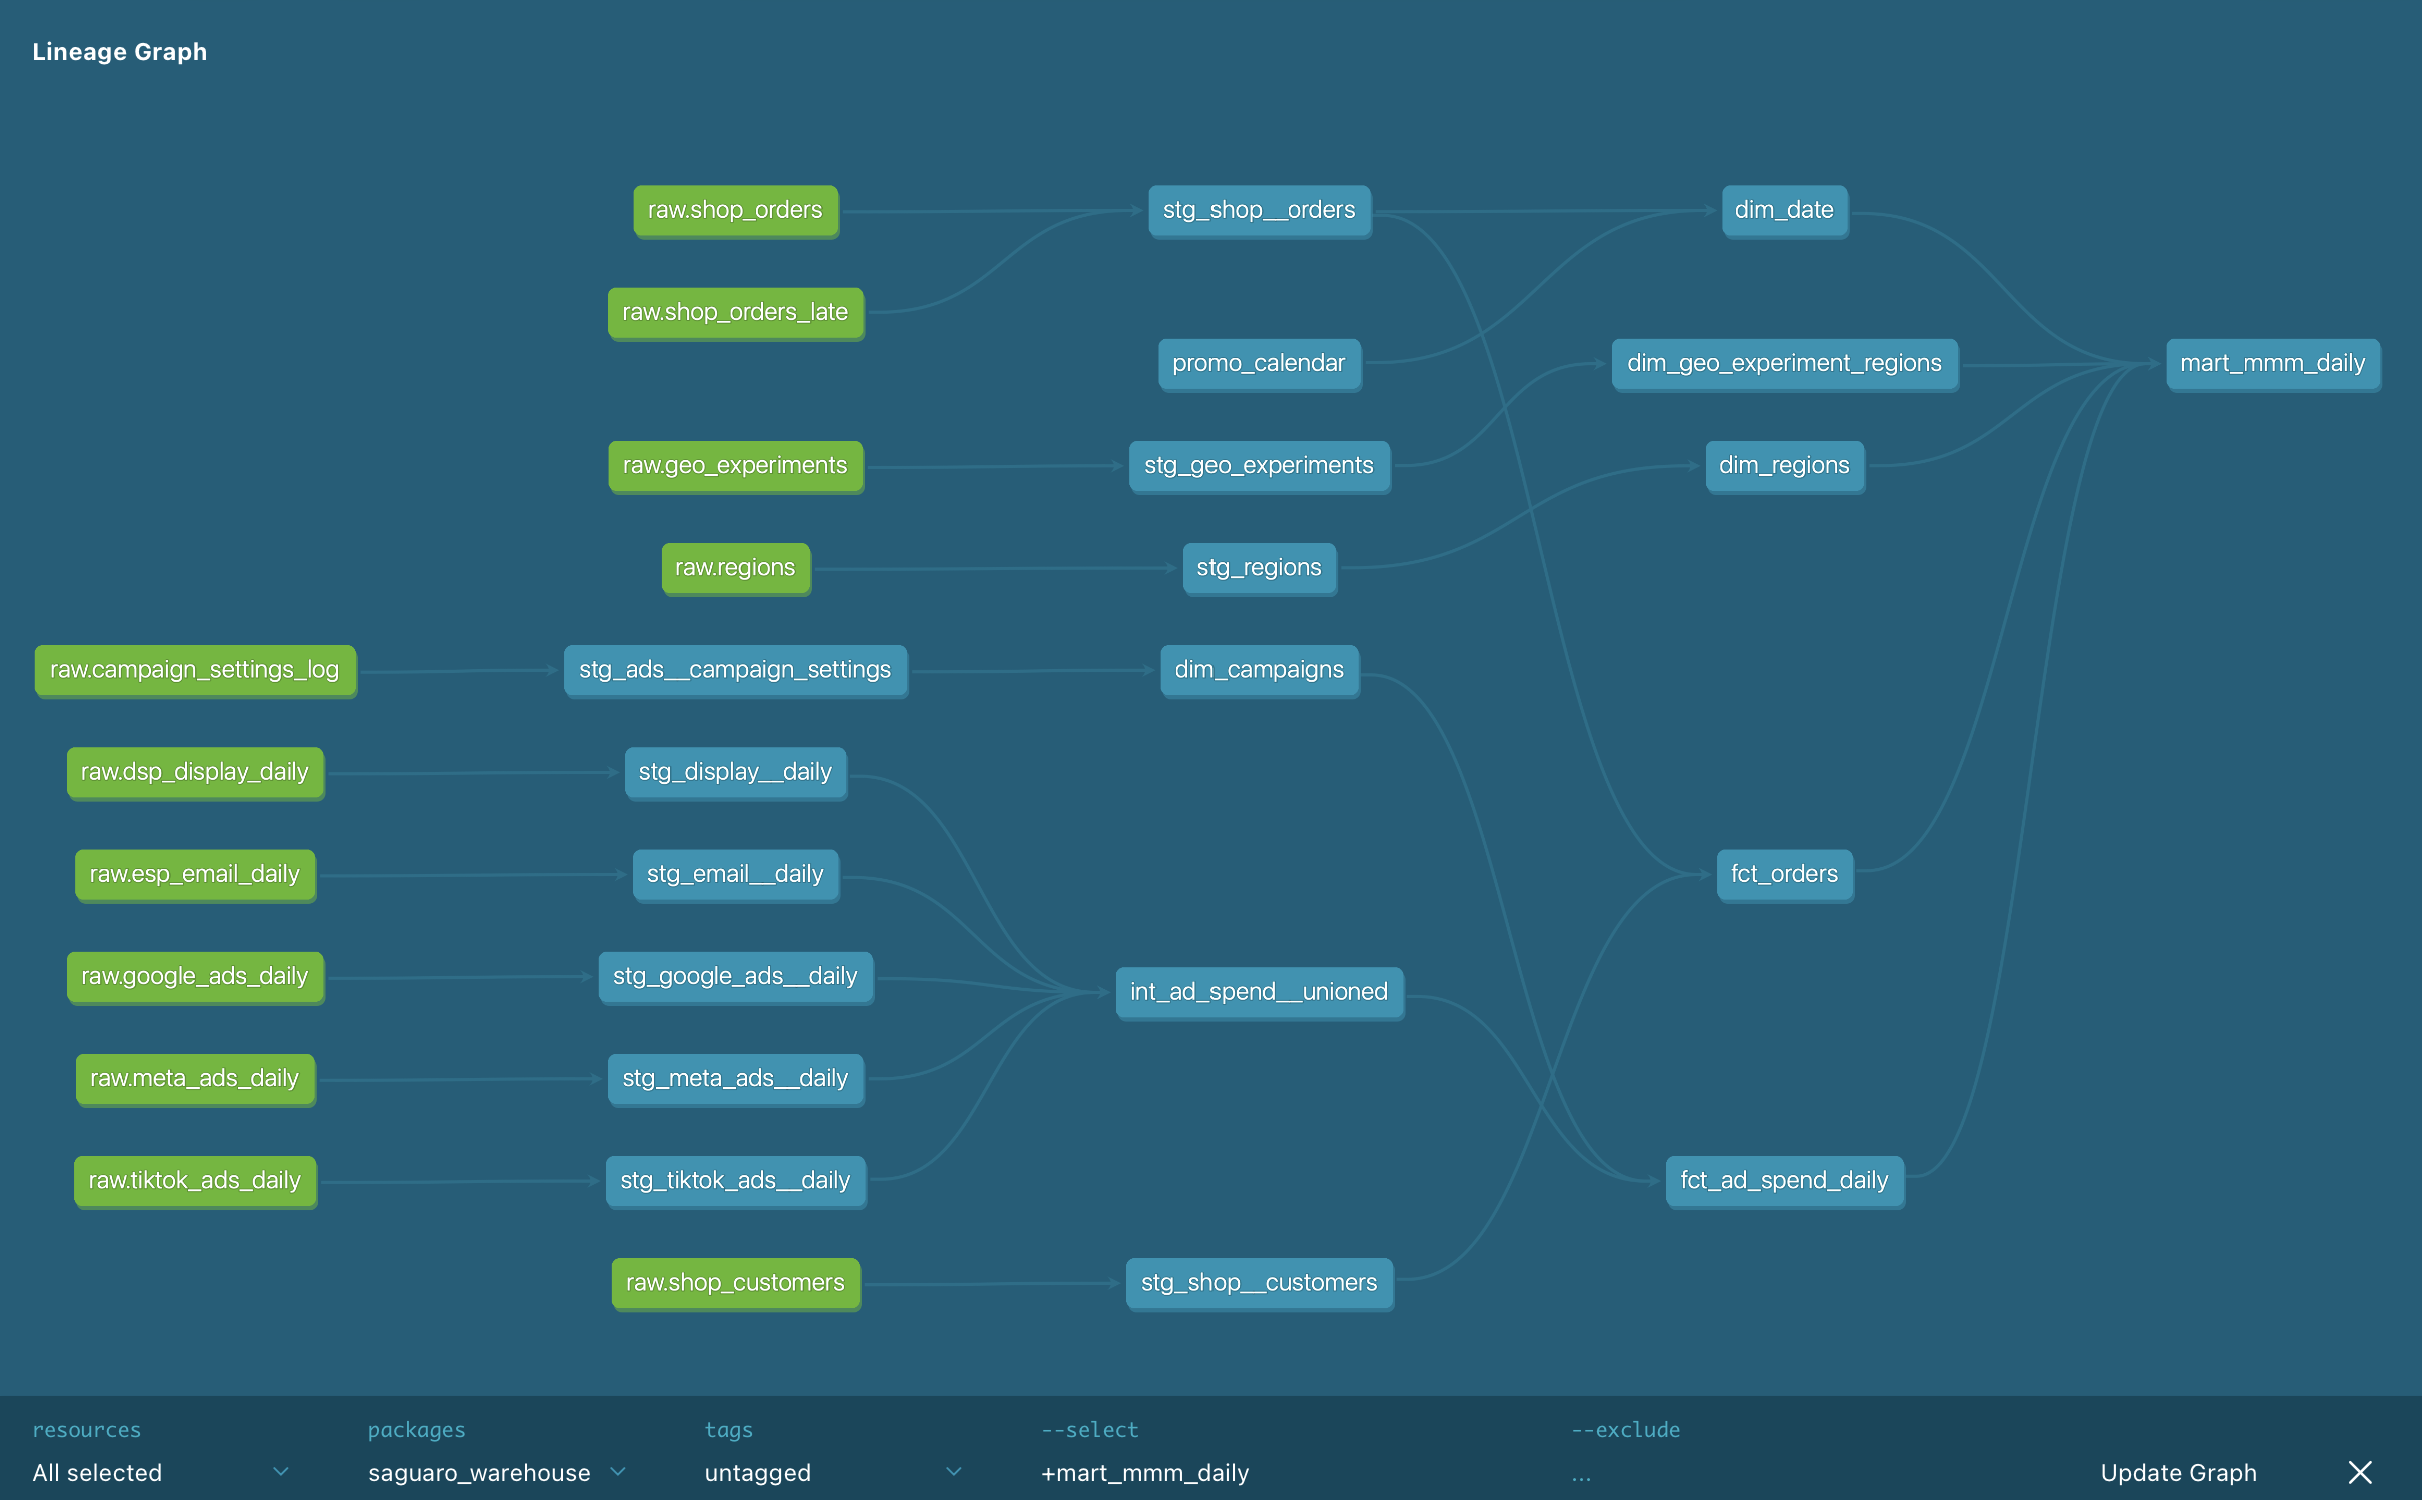 Lineage Graph
raw.shop_orders
stg_shop__orders
dim_date
raw.shop_orders_late
promo_calendar
dim_geo_experiment_regions
mart_mmm_daily
raw.geo_experiments
stg_geo_experiments
dim_regions
raw.regions
stg_regions
raw.campaign_settings_log
stg_ads__campaign_settings
dim_campaigns
raw.dsp_display_daily
stg_display__daily
raw.esp_email_daily
stg_email__daily
fct_orders
raw.google_ads_daily
stg_google_ads__daily
int_ad_spend__unioned
raw.meta_ads_daily
stg_meta_ads__daily
raw.tiktok_ads_daily
stg_tiktok_ads__daily
fct_ad_spend_daily
raw.shop_customers
stg_shop__customers
resources
All selected
packages
saguaro_warehouse
tags
untagged
--select
+mart_mmm_daily
--exclude
...
Update Graph